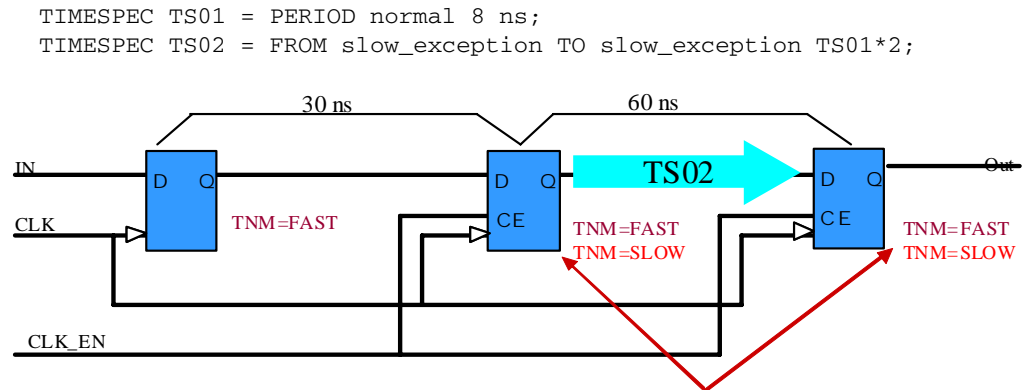 TIMESPEC TS01 = PERIOD normal 8 ns;
TIMESPEC TS02 = FROM slow_exception TO slow_exception TS01*2;
30 ns
60 ns
IN
D Q
D Q
TS02
D Q
Out
CLK
TNM=FAST
CE
TNM=FAST
TNM=SLOW
CE
TNM=FAST
TNM=SLOW
CLK_EN